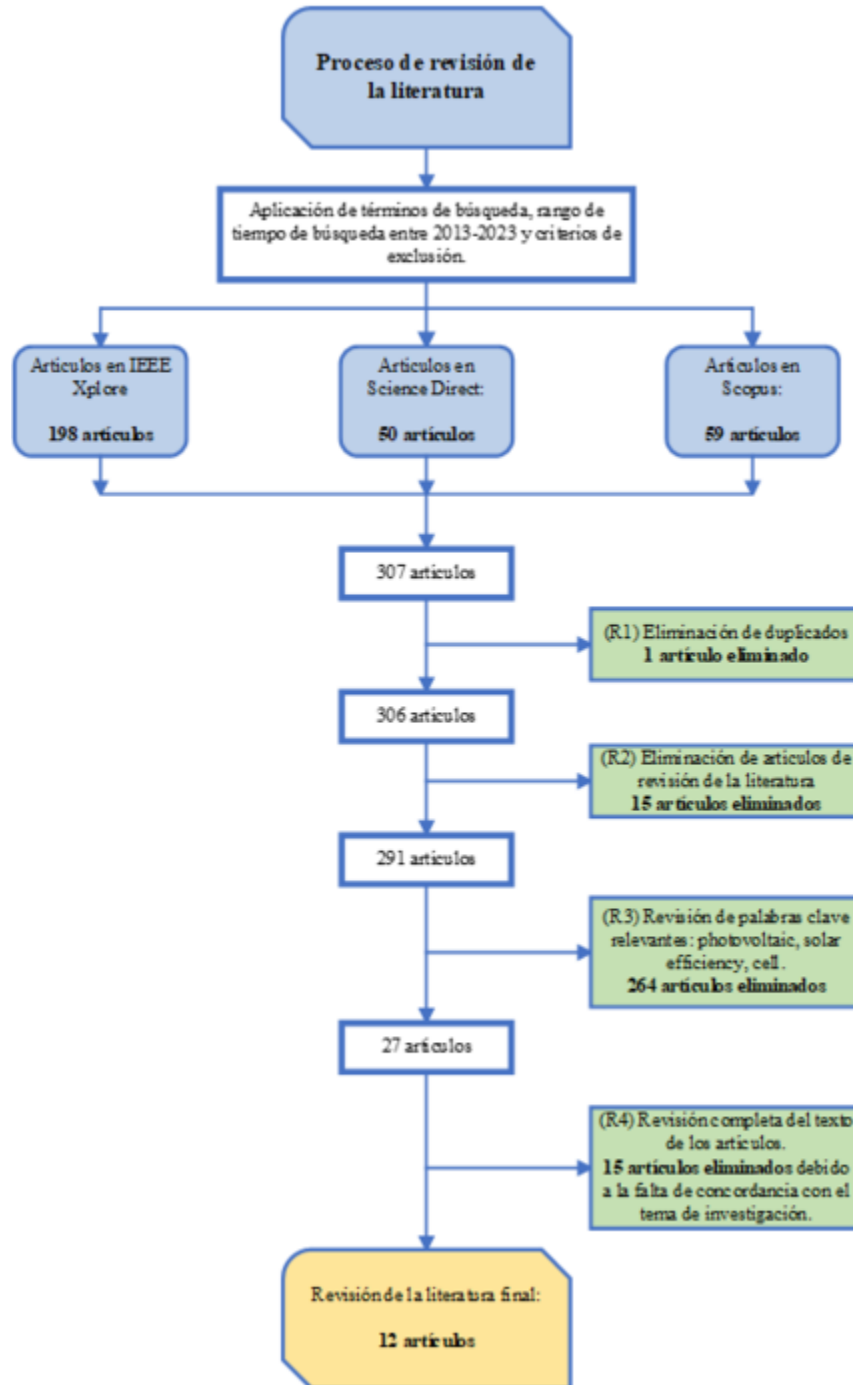 Proceso de revisión de
la literatura
Aplicación de términos de búsqueda, rango de
tiempo de búsqueda entre 2013-2023 y criterios de
exclusión.
Artículos en IEEE
Xplore
198 artículos
Artículos en
Science Direct:
50 artículos
Artículos en
Scopus:
59 artículos
307 artículos
(R1) Eliminación de duplicados
1 artículo eliminado
306 artículos
(R2) Eliminación de artículos de
revisión de la literatura
15 artículos eliminados
291 artículos
(R3) Revisión de palabras clave
relevantes: photovoltaic, solar
efficiency, cell.
264 artículos eliminados
27 artículos
(R4) Revisión completa del texto
de los artículos.
15 artículos eliminados debido
a la falta de concordancia con el
tema de investigación.
Revisión de la literatura final:
12 artículos